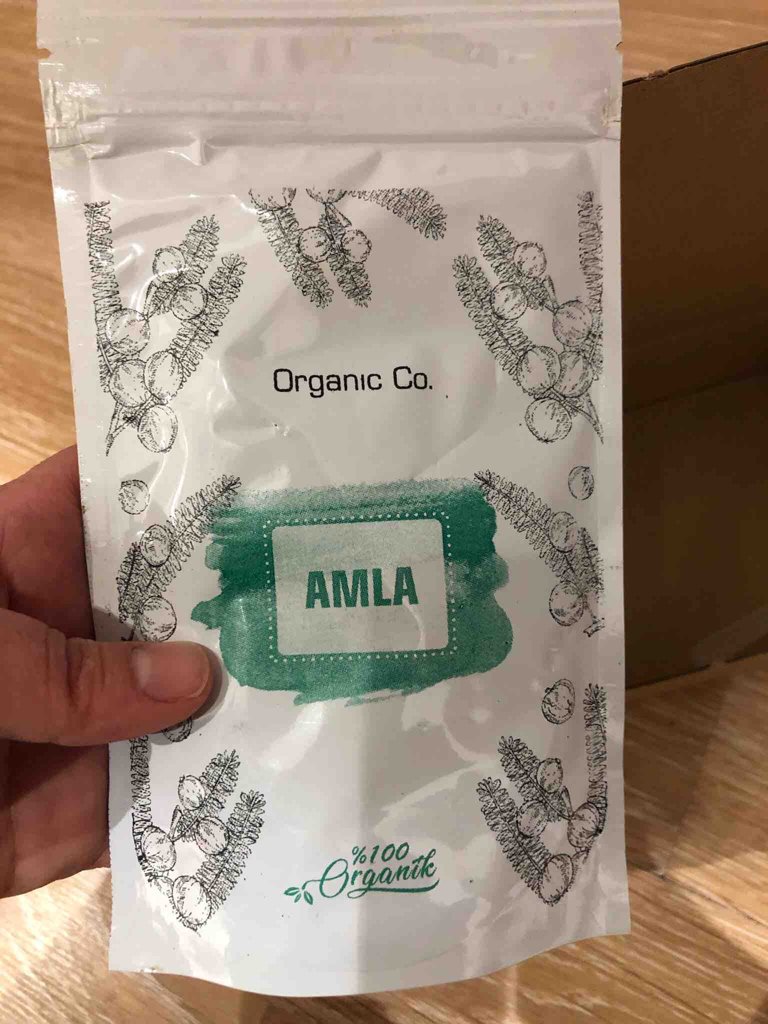 Organic Co.
AMLA
%100
Organik